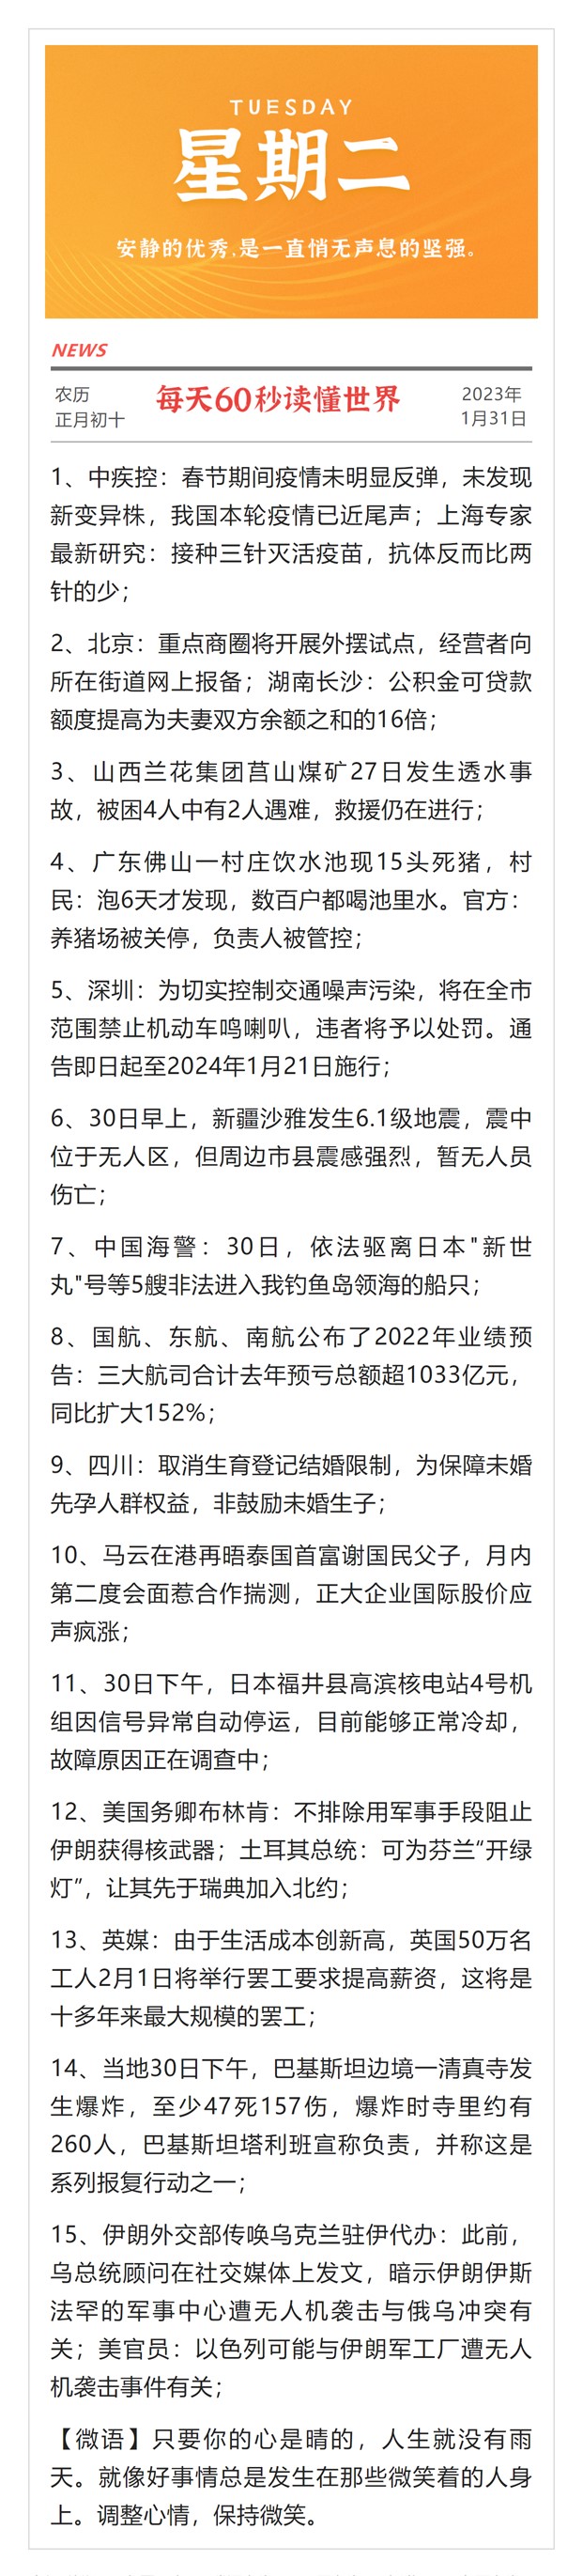 TUESDAY
星期二
安静的优秀,是一直悄无声息的坚强。
NEWS
农历
正月初十
每天60秒读懂世界
2023年
1月31日
1、中疾控：春节期间疫情未明显反弹，未发现
新变异株，我国本轮疫情已近尾声；上海专家
最新研究：接种三针灭活疫苗，抗体反而比两
针的少；
2、北京：重点商圈将开展外摆试点，经营者向
所在街道网上报备；湖南长沙：公积金可贷款
额度提高为夫妻双方余额之和的16倍；
3、山西兰花集团莒山煤矿27日发生透水事
故，被困4人中有2人遇难，救援仍在进行；
4、广东佛山一村庄饮水池现15头死猪，村
民：泡6天才发现，数百户都喝池里水。官方：
养猪场被关停，负责人被管控；
5、深圳：为切实控制交通噪声污染，将在全市
范围禁止机动车鸣喇叭，违者将予以处罚。通
告即日起至2024年1月21日施行；
6、30日早上，新疆沙雅发生6.1级地震，震中
位于无人区，但周边市县震感强烈，暂无人员
伤亡；
7、中国海警：30日，依法驱离日本"新世
丸"号等5艘非法进入我钓鱼岛领海的船只；
8、国航、东航、南航公布了2022年业绩预
告：三大航司合计去年预亏总额超1033亿元，
同比扩大152%；
9、四川：取消生育登记结婚限制，为保障未婚
先孕人群权益，非鼓励未婚生子；
10、马云在港再晤泰国首富谢国民父子，月内
第二度会面惹合作揣测，正大企业国际股价应
声疯涨；
11、30日下午，日本福井县高滨核电站4号机
组因信号异常自动停运，目前能够正常冷却，
故障原因正在调查中；
12、美国务卿布林肯：不排除用军事手段阻止
伊朗获得核武器；土耳其总统：可为芬兰“开绿
灯”，让其先于瑞典加入北约；
13、英媒：由于生活成本创新高，英国50万名
工人2月1日将举行罢工要求提高薪资，这将是
十多年来最大规模的罢工；
14、当地30日下午，巴基斯坦边境一清真寺发
生爆炸，至少47死157伤，爆炸时寺里约有
260人，巴基斯坦塔利班宣称负责，并称这是
系列报复行动之一；
15、伊朗外交部传唤乌克兰驻伊代办：此前，
乌总统顾问在社交媒体上发文，暗示伊朗伊斯
法罕的军事中心遭无人机袭击与俄乌冲突有
关；美官员：以色列可能与伊朗军工厂遭无人
机袭击事件有关；
【微语】只要你的心是晴的，人生就没有雨
天。就像好事情总是发生在那些微笑着的人身
上。调整心情，保持微笑。